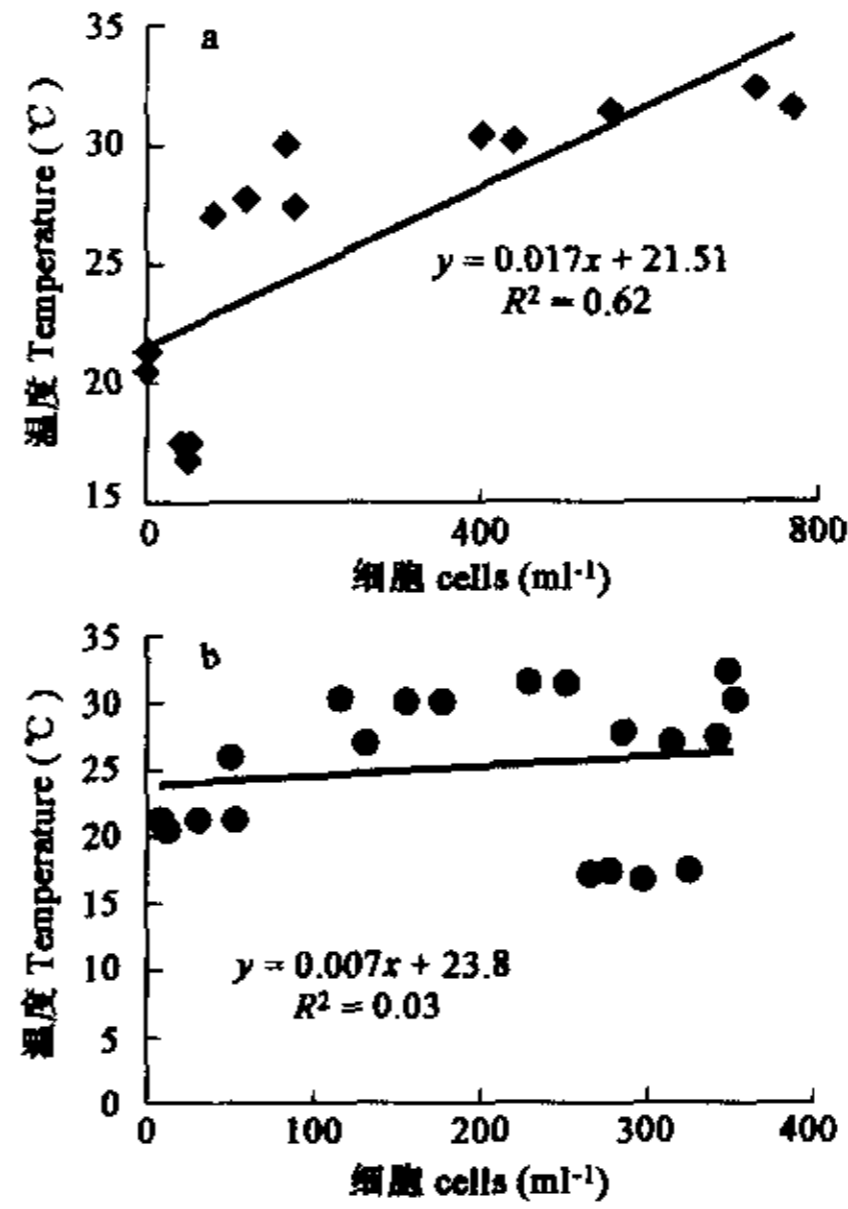 a
35
30
25
20
15
温度 Temperature (℃)
y = 0.017x + 21.51
R² = 0.62
0 400 800
细胞 cells (ml⁻¹)
b
35
30
25
20
15
10
5
0
温度 Temperature (℃)
y = 0.007x + 23.8
R² = 0.03
0 100 200 300 400
细胞 cells (ml⁻¹)